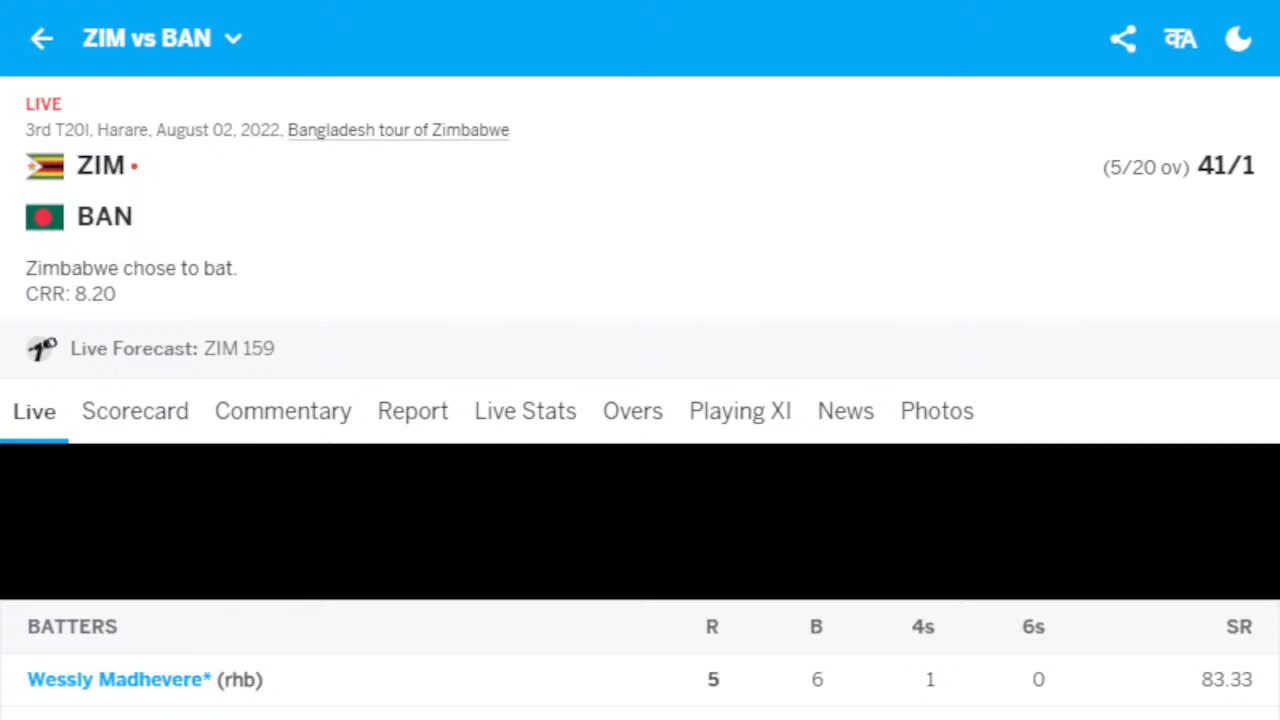 ZIM vs BAN
कA
LIVE
3rd T20I, Harare, August 02, 2022, Bangladesh tour of Zimbabwe
ZIM (5/20 ov) 41/1
BAN
Zimbabwe chose to bat.
CRR: 8.20
Live Forecast: ZIM 159
Live Scorecard Commentary Report Live Stats Overs Playing XI News Photos
BATTERS R B 4s 6s SR
Wessly Madhevere* (rhb) 5 6 1 0 83.33